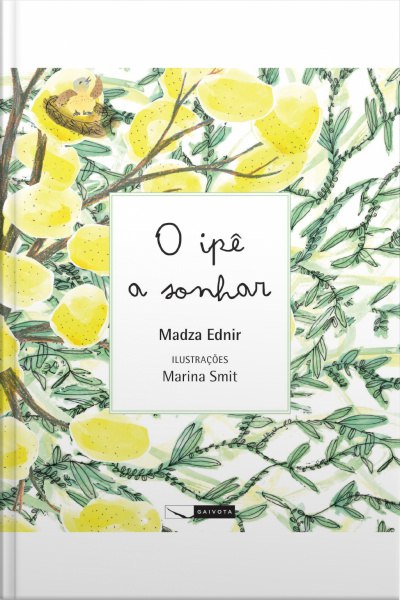 O ipê
a sonhar
Madza Ednir
ILUSTRAÇÕES
Marina Smit
GAIVOTA